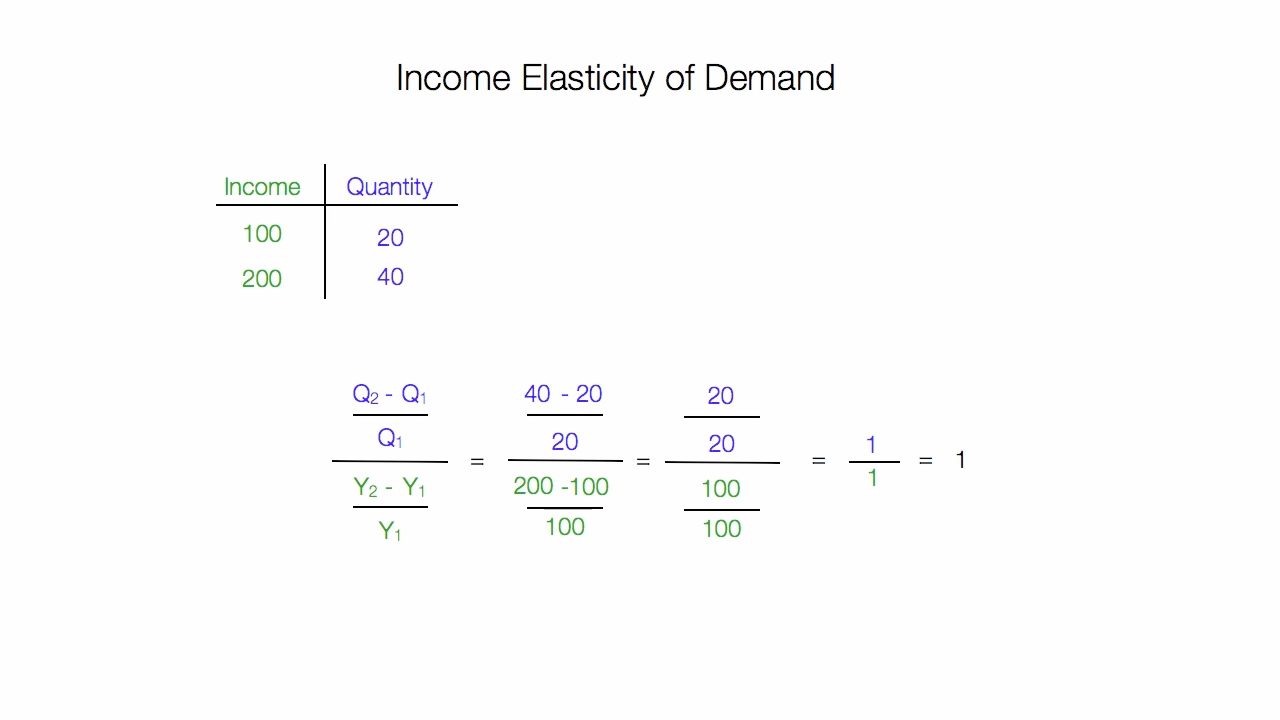 Income Elasticity of Demand
Income Quantity
100 20
200 40
Q₂ - Q₁ 40 - 20 20
Q₁ 20 20 1
= = = = 1
Y₂ - Y₁ 200 -100 100 1
Y₁ 100 100